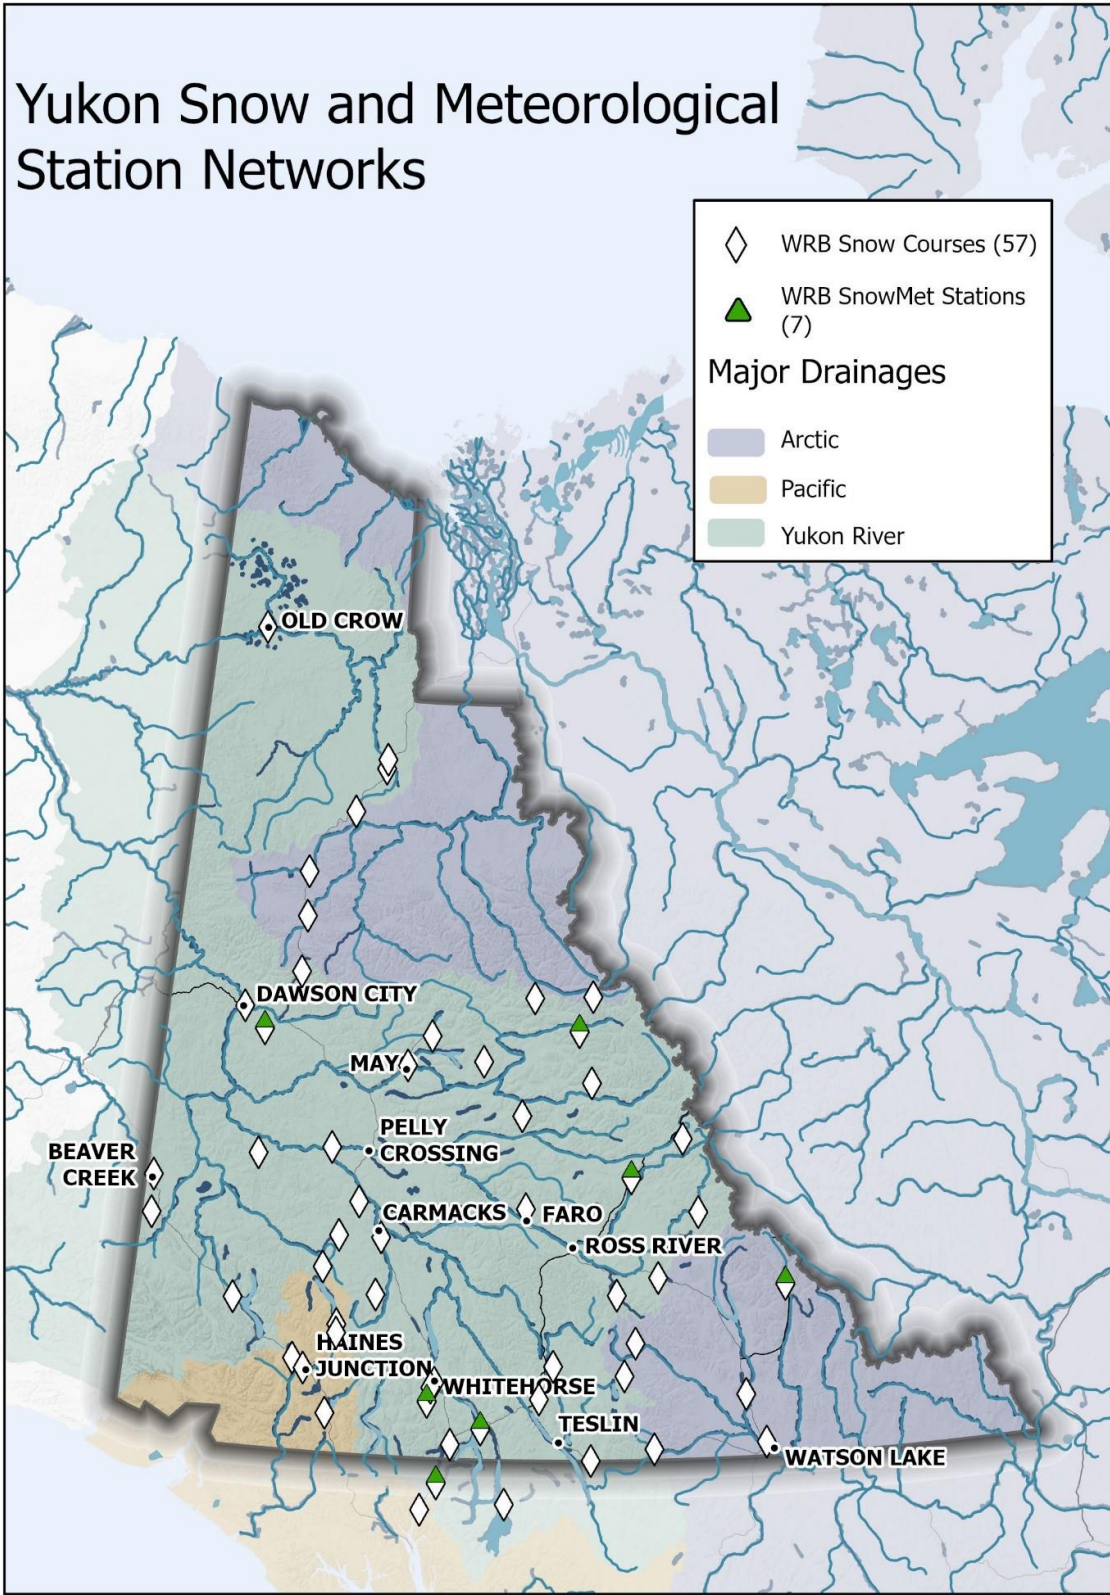 Yukon Snow and Meteorological
Station Networks
WRB Snow Courses (57)
WRB SnowMet Stations
(7)
Major Drainages
Arctic
Pacific
Yukon River
OLD CROW
DAWSON CITY
MAY
PELLY
CROSSING
BEAVER
CREEK
CARMACKS
FARO
ROSS RIVER
HAINES
JUNCTION
WHITEHORSE
TESLIN
WATSON LAKE